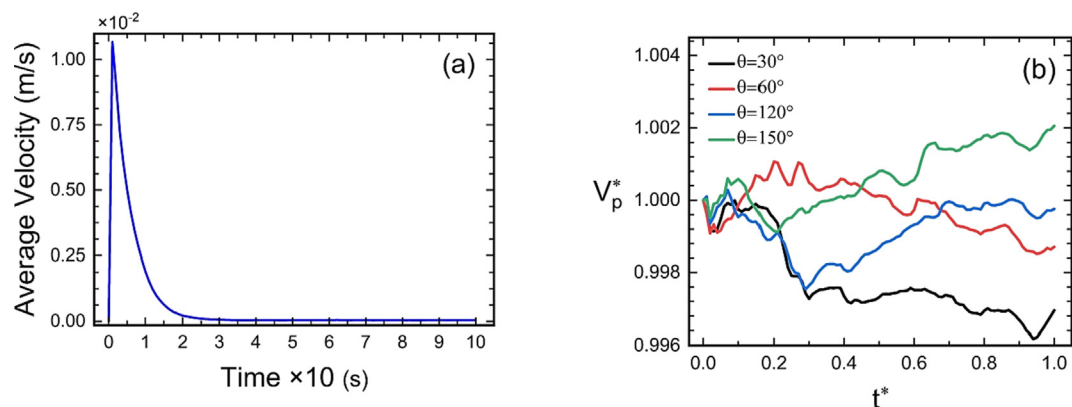 ×10⁻²
(a)
Average Velocity (m/s)
1.00
0.75
0.50
0.25
0.00
0 1 2 3 4 5 6 7 8 9 10
Time ×10 (s)
(b)
θ=30°
θ=60°
θ=120°
θ=150°
V*p
1.004
1.002
1.000
0.998
0.996
0.0 0.2 0.4 0.6 0.8 1.0
t*